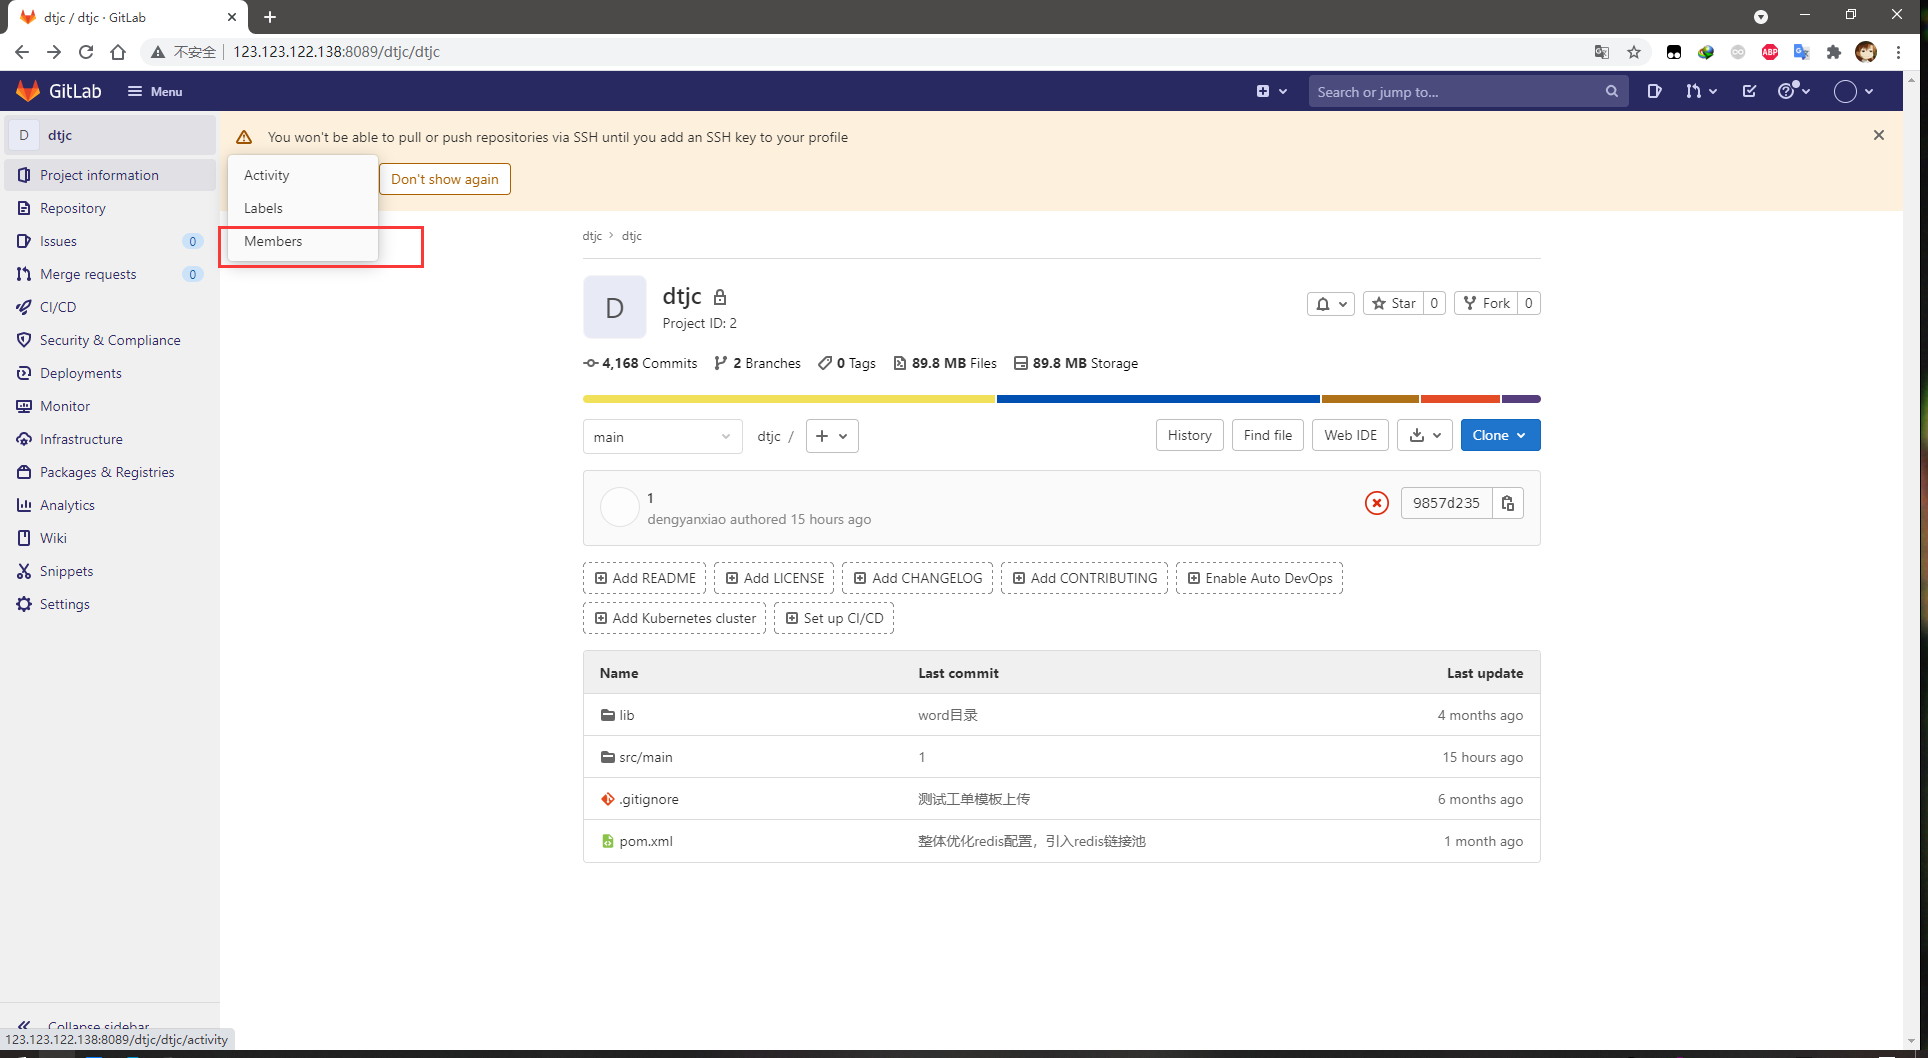 dtjc / dtjc · GitLab
不安全 123.123.122.138:8089/dtjc/dtjc
ABP
GitLab Menu
Search or jump to...
D dtjc
You won't be able to pull or push repositories via SSH until you add an SSH key to your profile
Don't show again
Project information
Activity
Labels
Members
Repository
Issues 0
Merge requests 0
CI/CD
Security & Compliance
Deployments
Monitor
Infrastructure
Packages & Registries
Analytics
Wiki
Snippets
Settings
Collapse sidebar
123.123.122.138:8089/dtjc/dtjc/activity
dtjc > dtjc
D
dtjc
Project ID: 2
Star 0
Fork 0
4,168 Commits 2 Branches 0 Tags 89.8 MB Files 89.8 MB Storage
main dtjc /
History Find file Web IDE Clone
1
dengyanxiao authored 15 hours ago
9857d235
Add README Add LICENSE Add CHANGELOG Add CONTRIBUTING Enable Auto DevOps
Add Kubernetes cluster Set up CI/CD
Name Last commit Last update
lib word目录 4 months ago
src/main 1 15 hours ago
.gitignore 测试工单模板上传 6 months ago
pom.xml 整体优化redis配置，引入redis链接池 1 month ago